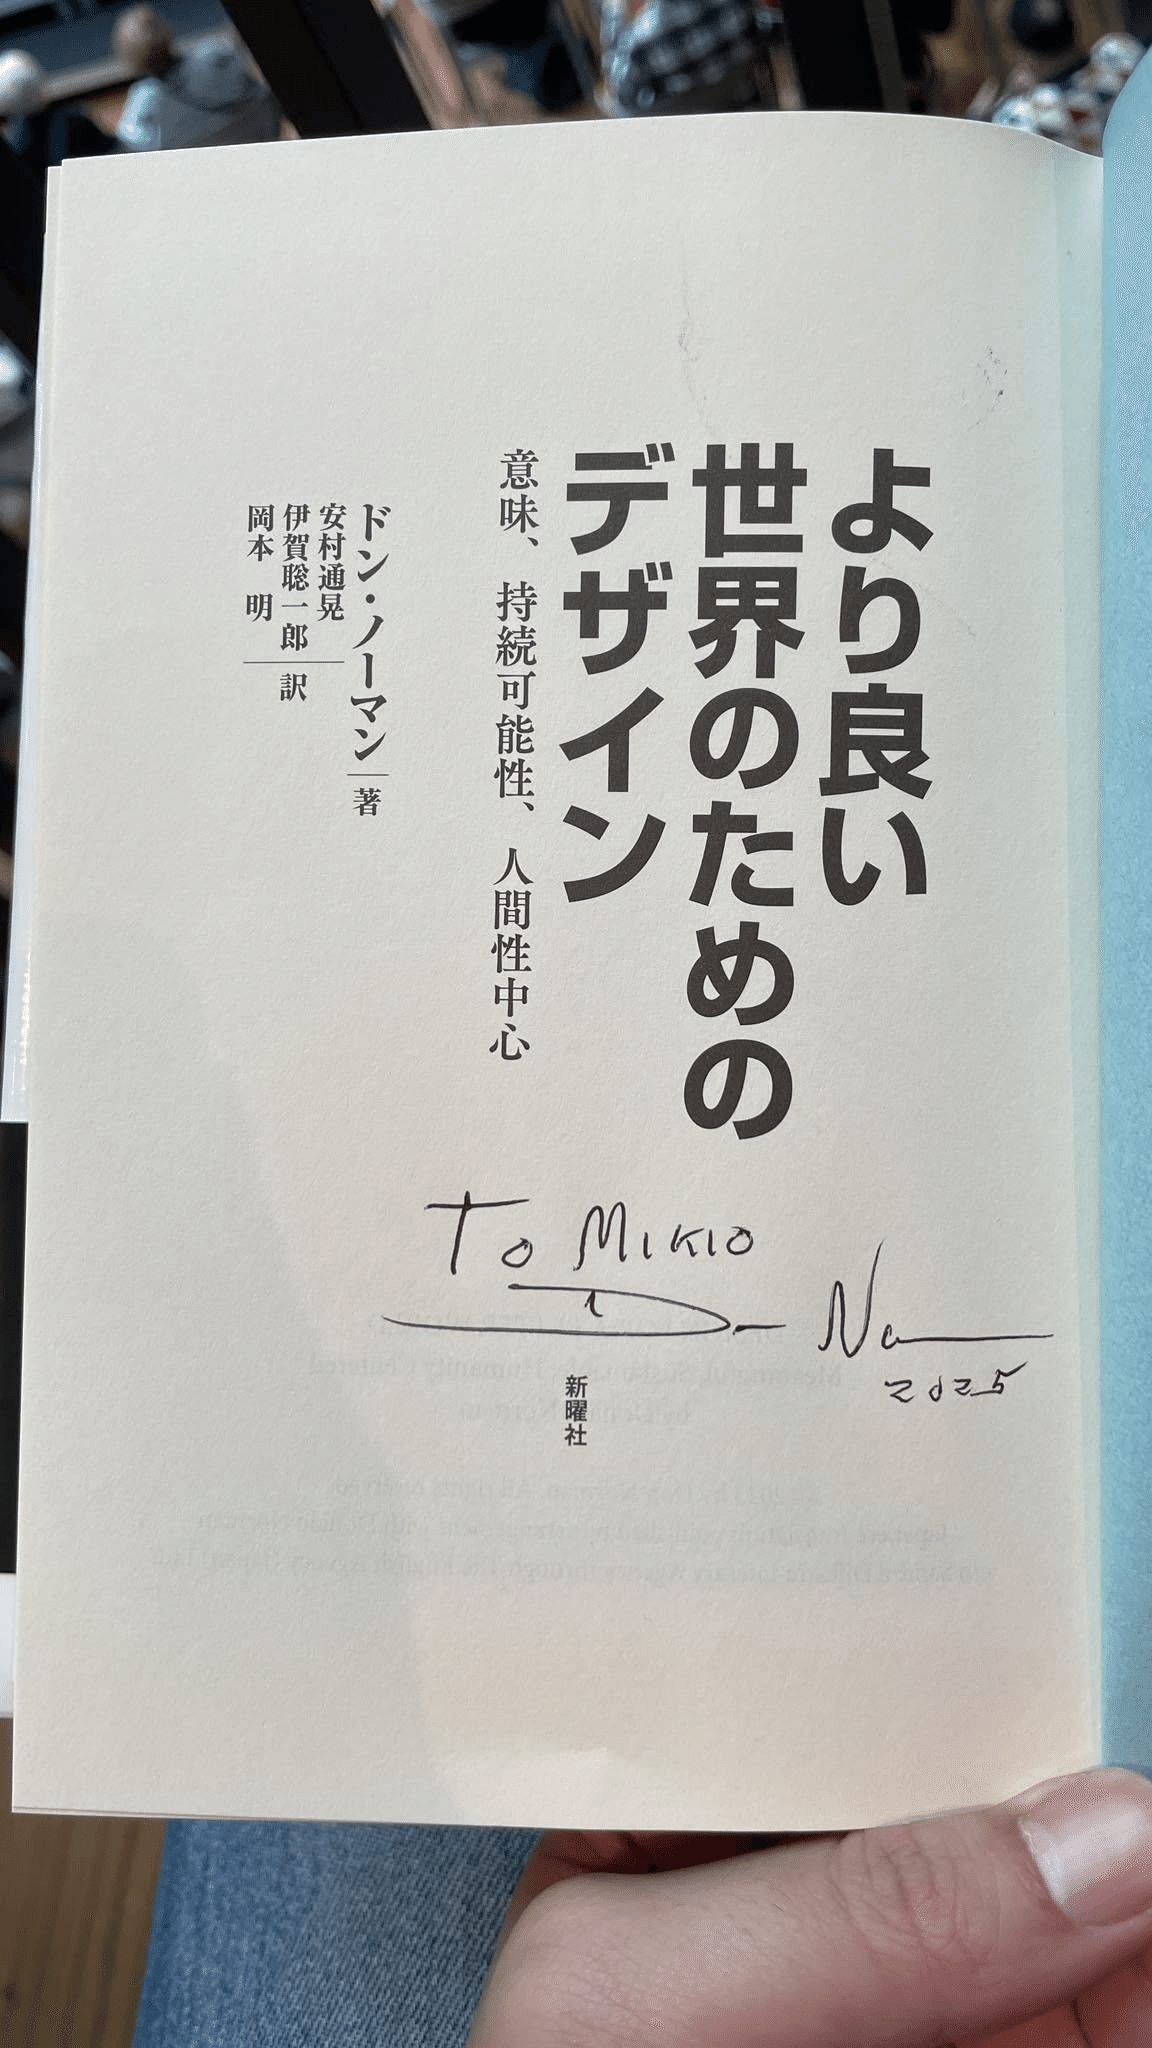 より良い
世界のための
デザイン
意味、持続可能性、人間性中心
ドン・ノーマン 著
安村通晃
伊賀聡一郎
岡本 明
訳
To MIKIO
Don Norman
2025
新曜社